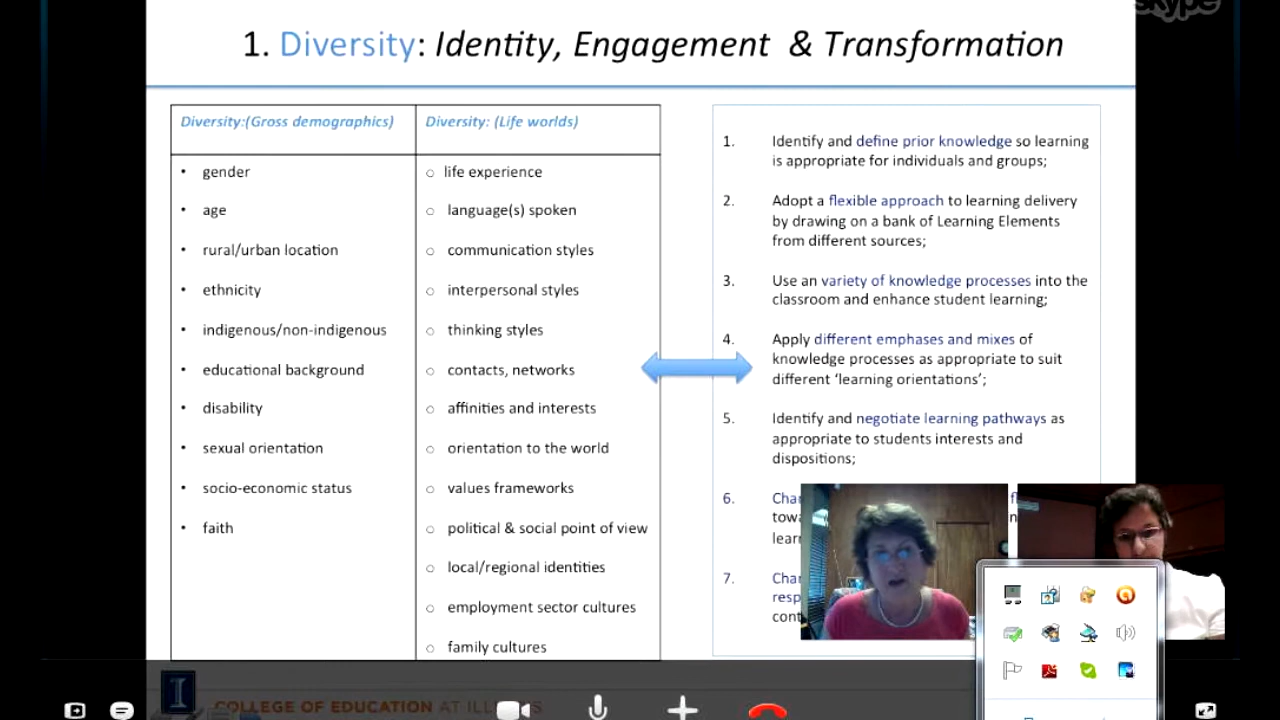 skype
1. Diversity: Identity, Engagement & Transformation
Diversity:(Gross demographics)
• gender
• age
• rural/urban location
• ethnicity
• indigenous/non-indigenous
• educational background
• disability
• sexual orientation
• socio-economic status
• faith
Diversity: (Life worlds)
○ life experience
○ language(s) spoken
○ communication styles
○ interpersonal styles
○ thinking styles
○ contacts, networks
○ affinities and interests
○ orientation to the world
○ values frameworks
○ political & social point of view
○ local/regional identities
○ employment sector cultures
○ family cultures
1. Identify and define prior knowledge so learning
is appropriate for individuals and groups;
2. Adopt a flexible approach to learning delivery
by drawing on a bank of Learning Elements
from different sources;
3. Use an variety of knowledge processes into the
classroom and enhance student learning;
4. Apply different emphases and mixes of
knowledge processes as appropriate to suit
different ‘learning orientations’;
5. Identify and negotiate learning pathways as
appropriate to students interests and
dispositions;
6.
7.
I
COLLEGE OF EDUCATION AT